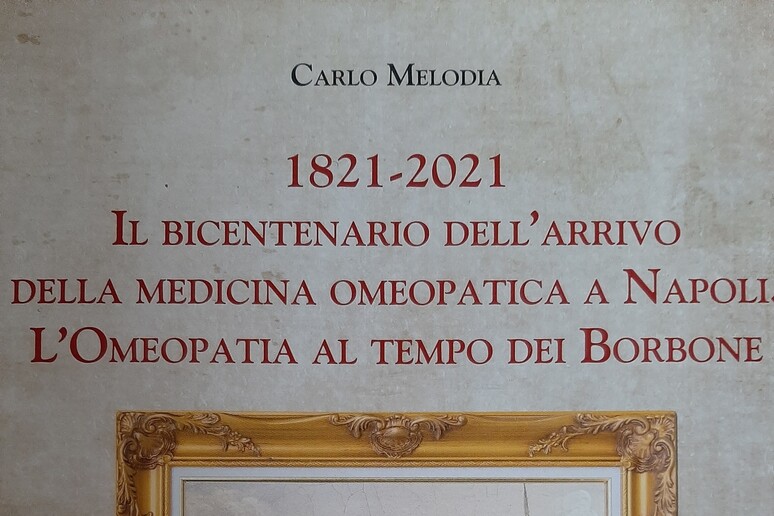 Carlo Melodia
1821-2021
Il bicentenario dell'arrivo
della medicina omeopatica a Napoli.
L'Omeopatia al tempo dei Borbone